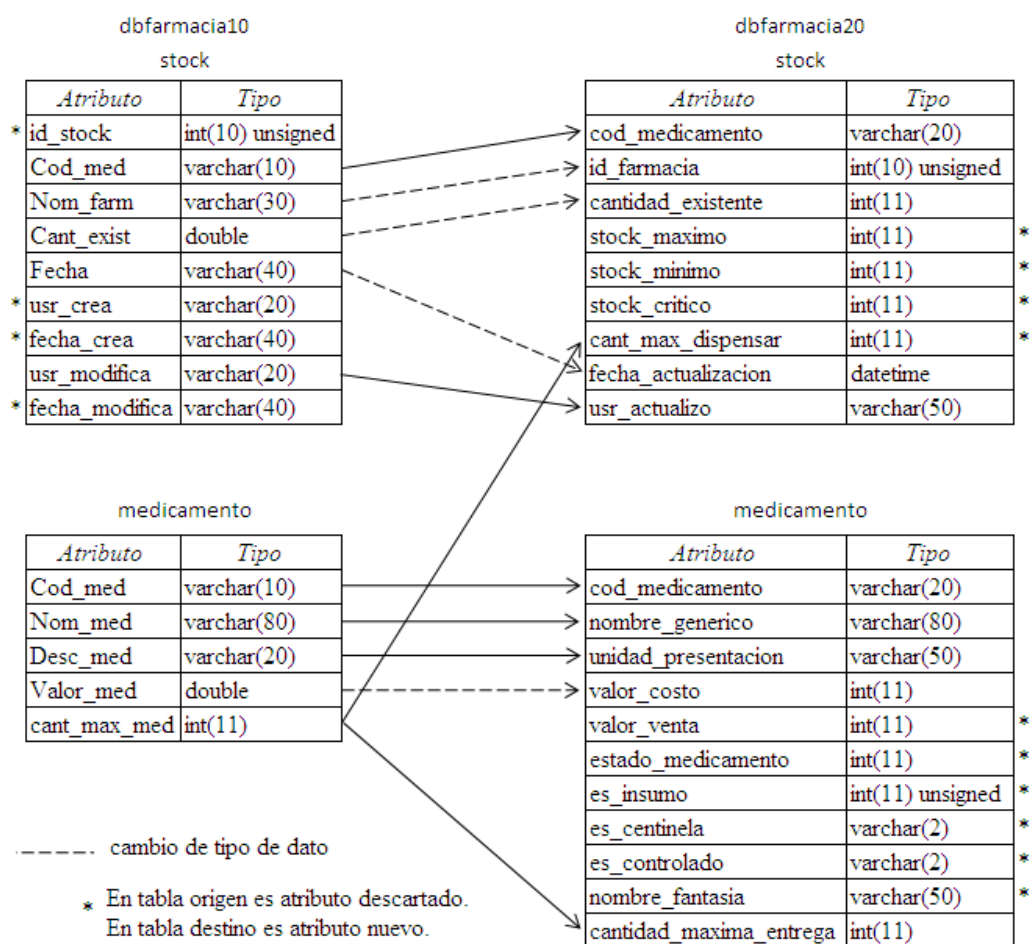 dbfarmacia10 dbfarmacia20
stock stock
Atributo Tipo Atributo Tipo
* id_stock int(10) unsigned cod_medicamento varchar(20)
Cod_med varchar(10) id_farmacia int(10) unsigned
Nom_farm varchar(30) cantidad_existente int(11)
Cant_exist double stock_maximo int(11) *
Fecha varchar(40) stock_minimo int(11) *
* usr_crea varchar(20) stock_critico int(11) *
* fecha_crea varchar(40) cant_max_dispensar int(11) *
usr_modifica varchar(20) fecha_actualizacion datetime
* fecha_modifica varchar(40) usr_actualizo varchar(50)
medicamento medicamento
Atributo Tipo Atributo Tipo
Cod_med varchar(10) cod_medicamento varchar(20)
Nom_med varchar(80) nombre_generico varchar(80)
Desc_med varchar(20) unidad_presentacion varchar(50)
Valor_med double valor_costo int(11)
cant_max_med int(11) valor_venta int(11) *
estado_medicamento int(11) *
es_insumo int(11) unsigned *
es_centinela varchar(2) *
es_controlado varchar(2) *
nombre_fantasia varchar(50) *
cantidad_maxima_entrega int(11)
cambio de tipo de dato
* En tabla origen es atributo descartado.
En tabla destino es atributo nuevo.